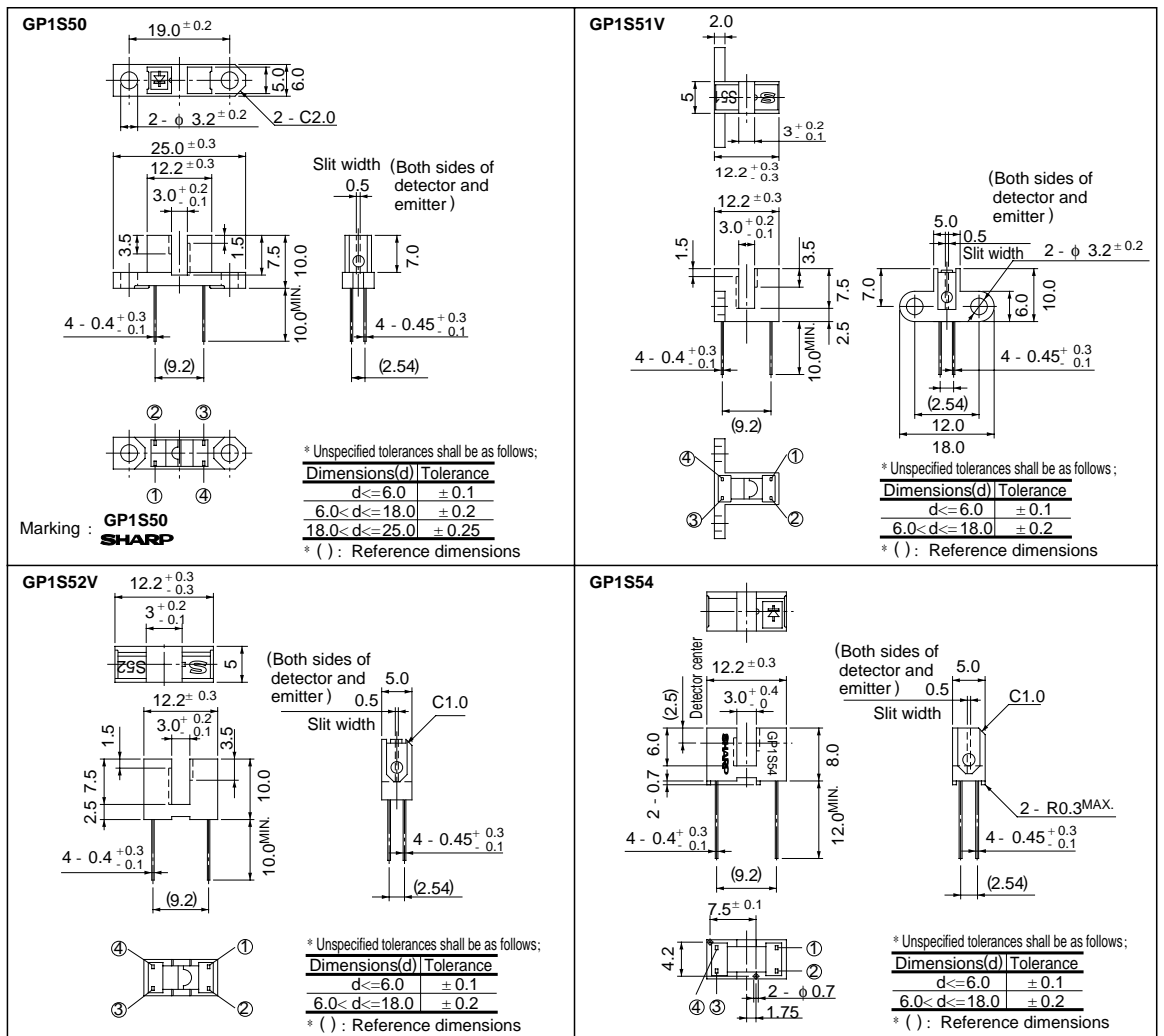 GP1S50
19.0 ± 0.2
5.0
6.0
2 - φ 3.2 ± 0.2
2 - C2.0
25.0 ± 0.3
12.2 ± 0.3
3.0 + 0.2 - 0.1
Slit width
0.5
(Both sides of
detector and
emitter)
3.5
1.5
7.5
10.0
7.0
10.0 MIN.
4 - 0.4 + 0.3 - 0.1
4 - 0.45 + 0.3 - 0.1
(9.2)
(2.54)
② ③
① ④
Marking : GP1S50
SHARP
* Unspecified tolerances shall be as follows;
Dimensions(d) Tolerance
d<=6.0 ± 0.1
6.0< d<=18.0 ± 0.2
18.0< d<=25.0 ± 0.25
* ( ) : Reference dimensions
GP1S51V
2.0
5
S51
S
3 + 0.2 - 0.1
12.2 + 0.3 - 0.3
12.2 ± 0.3
3.0 + 0.2 - 0.1
1.5
3.5
7.5
2.5
10.0 MIN.
4 - 0.4 + 0.3 - 0.1
(9.2)
(Both sides of
detector and
emitter)
5.0
0.5
Slit width
2 - φ 3.2 ± 0.2
7.0
6.0
10.0
4 - 0.45 + 0.3 - 0.1
(2.54)
12.0
18.0
④ ①
③ ②
* Unspecified tolerances shall be as follows ;
Dimensions(d) Tolerance
d<=6.0 ± 0.1
6.0< d<=18.0 ± 0.2
* ( ) : Reference dimensions
GP1S52V
12.2 + 0.3 - 0.3
3 + 0.2 - 0.1
S52
S
5
12.2 ± 0.3
3.0 + 0.2 - 0.1
1.5
3.5
7.5
2.5
10.0
10.0 MIN.
4 - 0.4 + 0.3 - 0.1
(9.2)
(Both sides of
detector and
emitter)
5.0
0.5
Slit width
C1.0
4 - 0.45 + 0.3 - 0.1
(2.54)
④ ①
③ ②
* Unspecified tolerances shall be as follows;
Dimensions(d) Tolerance
d<=6.0 ± 0.1
6.0< d<=18.0 ± 0.2
* ( ) : Reference dimensions
GP1S54
Detector center
12.2 ± 0.3
(2.5)
3.0 + 0.4 - 0
6.0
SHARP
GP1S54
8.0
2 - 0.7
12.0 MIN.
4 - 0.4 + 0.3 - 0.1
(9.2)
(Both sides of
detector and
emitter)
5.0
0.5
Slit width
C1.0
2 - R0.3 MAX.
4 - 0.45 + 0.3 - 0.1
(2.54)
7.5 ± 0.1
4.2
①
②
④ ③
2 - φ 0.7
1.75
* Unspecified tolerances shall be as follows;
Dimensions(d) Tolerance
d<=6.0 ± 0.1
6.0< d<=18.0 ± 0.2
* ( ) : Reference dimensions